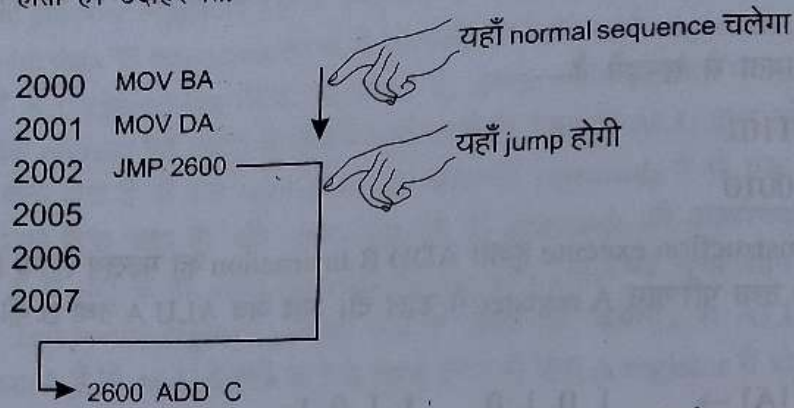 यहाँ normal sequence चलेगा
2000 MOV BA
2001 MOV DA
यहाँ jump होगी
2002 JMP 2600
2005
2006
2007
2600 ADD C